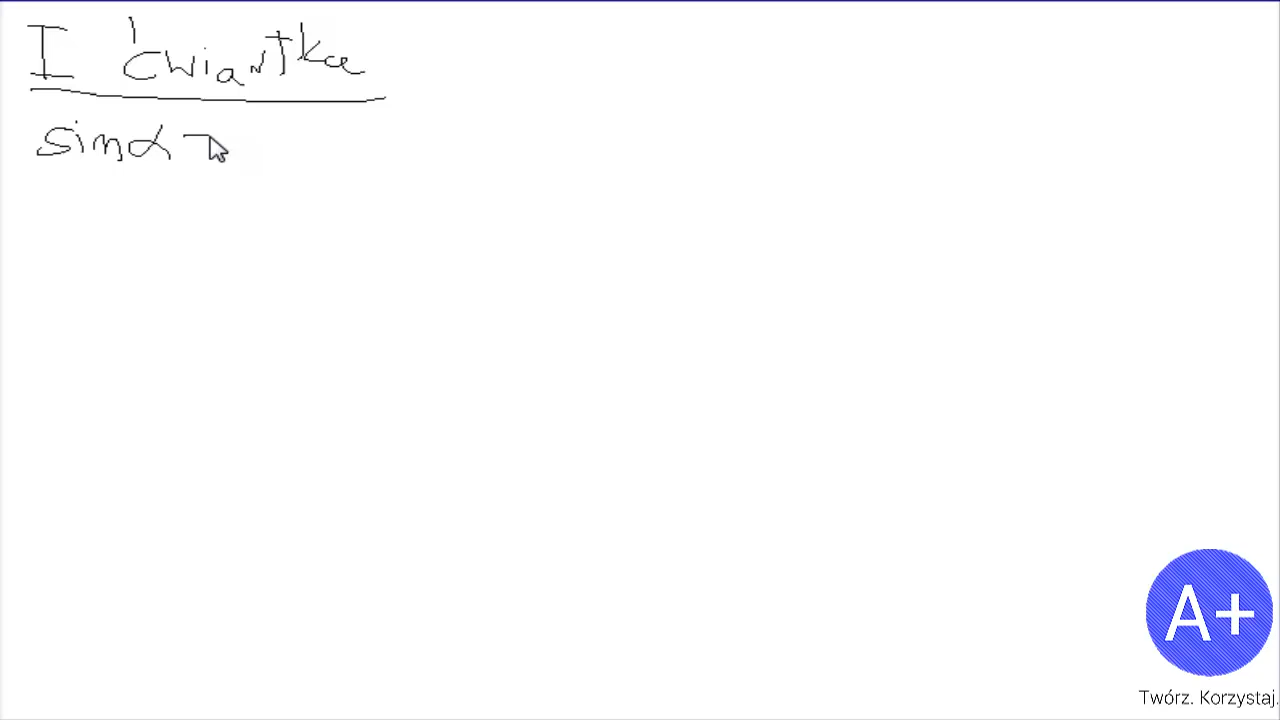 I ćwiartka
sinα
A+
Twórz. Korzystaj.